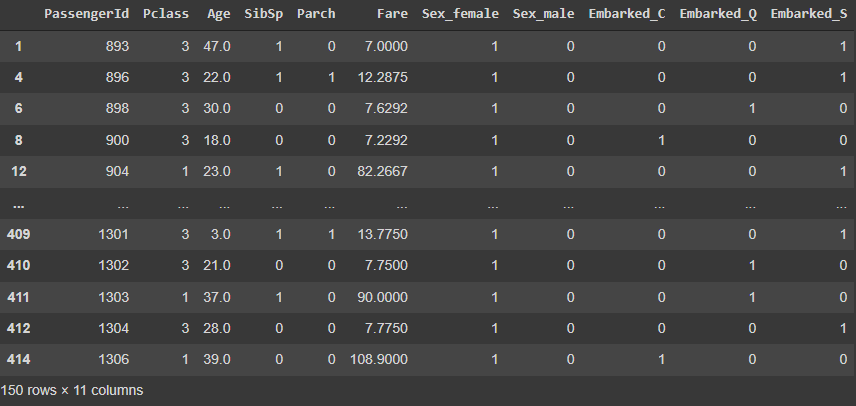 PassengerId Pclass Age SibSp Parch Fare Sex_female Sex_male Embarked_C Embarked_Q Embarked_S
1 893 3 47.0 1 0 7.0000 1 0 0 0 1
4 896 3 22.0 1 1 12.2875 1 0 0 0 1
6 898 3 30.0 0 0 7.6292 1 0 0 1 0
8 900 3 18.0 0 0 7.2292 1 0 1 0 0
12 904 1 23.0 1 0 82.2667 1 0 0 0 1
... ... ... ... ... ... ... ... ... ... ... ...
409 1301 3 3.0 1 1 13.7750 1 0 0 0 1
410 1302 3 21.0 0 0 7.7500 1 0 0 1 0
411 1303 1 37.0 1 0 90.0000 1 0 0 1 0
412 1304 3 28.0 0 0 7.7750 1 0 0 0 1
414 1306 1 39.0 0 0 108.9000 1 0 1 0 0
150 rows × 11 columns